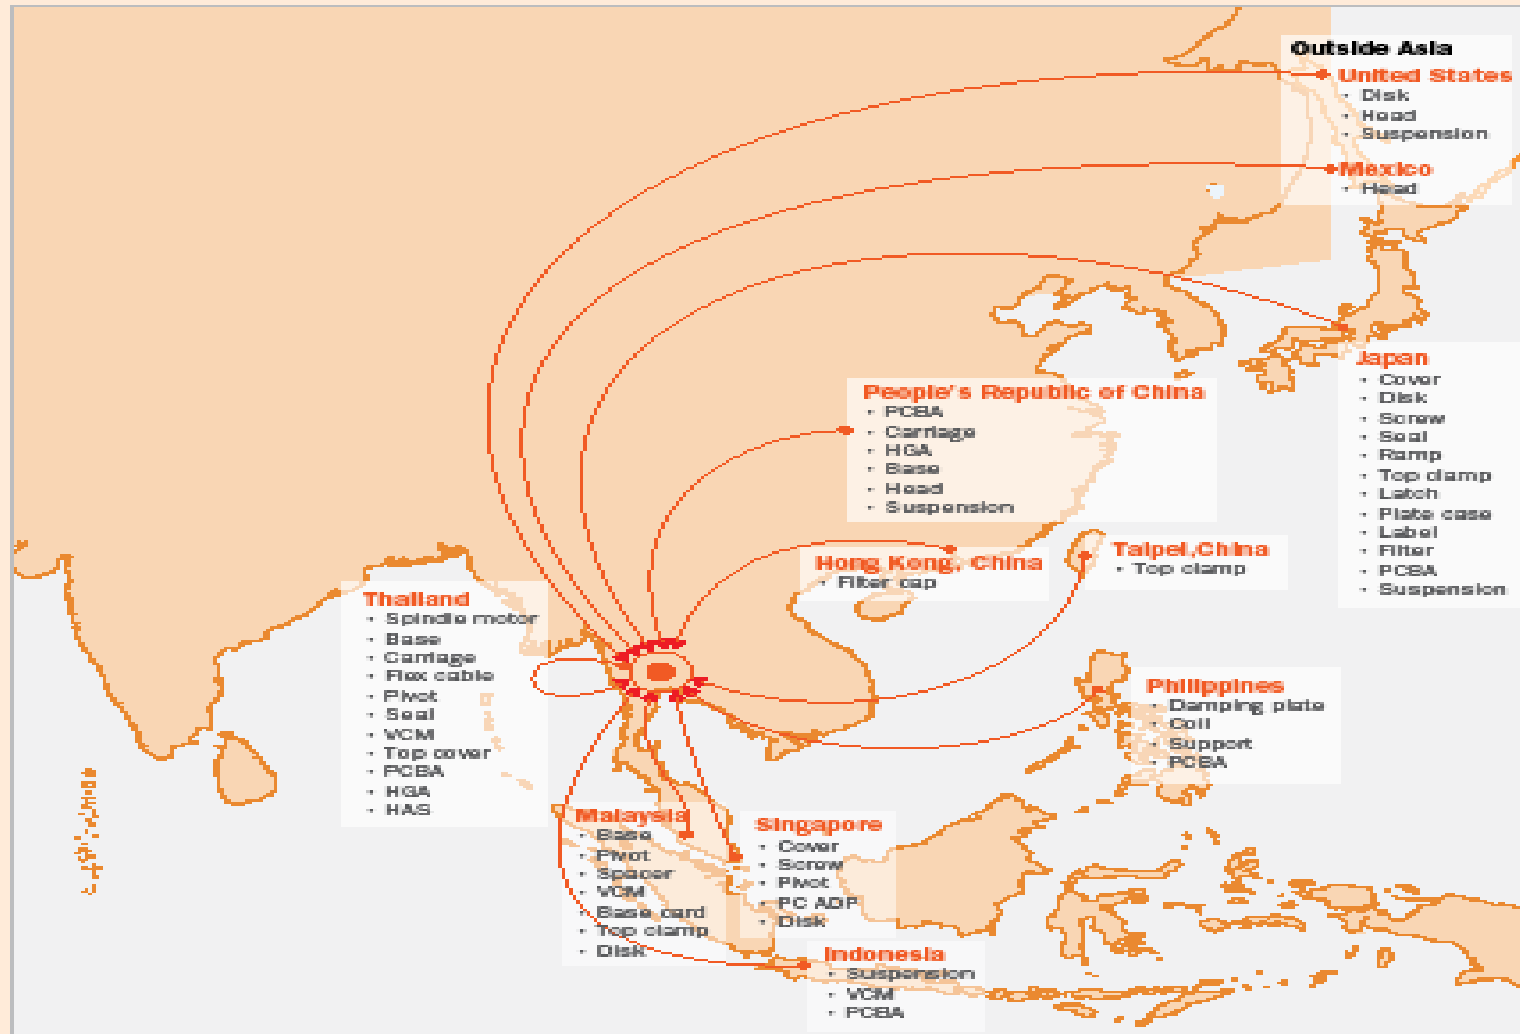 Outside Asia
United States
• Disk
• Head
• Suspension
Mexico
• Head
Japan
• Cover
• Disk
• Screw
• Seal
• Ramp
• Top clamp
• Latch
• Plate case
• Label
• Filter
• PCBA
• Suspension
People's Republic of China
• PCBA
• Carriage
• HGA
• Base
• Head
• Suspension
Hong Kong, China
• Filter cap
Taipei,China
• Top clamp
Thailand
• Spindle motor
• Base
• Carriage
• Flex cable
• Pivot
• Seal
• VCM
• Top cover
• PCBA
• HGA
• HAS
Philippines
• Damping plate
• Coil
• Support
• PCBA
Malaysia
• Base
• Pivot
• Spacer
• VCM
• Base card
• Top clamp
• Disk
Singapore
• Cover
• Screw
• Pivot
• PC ADP
• Disk
Indonesia
• Suspension
• VCM
• PCBA